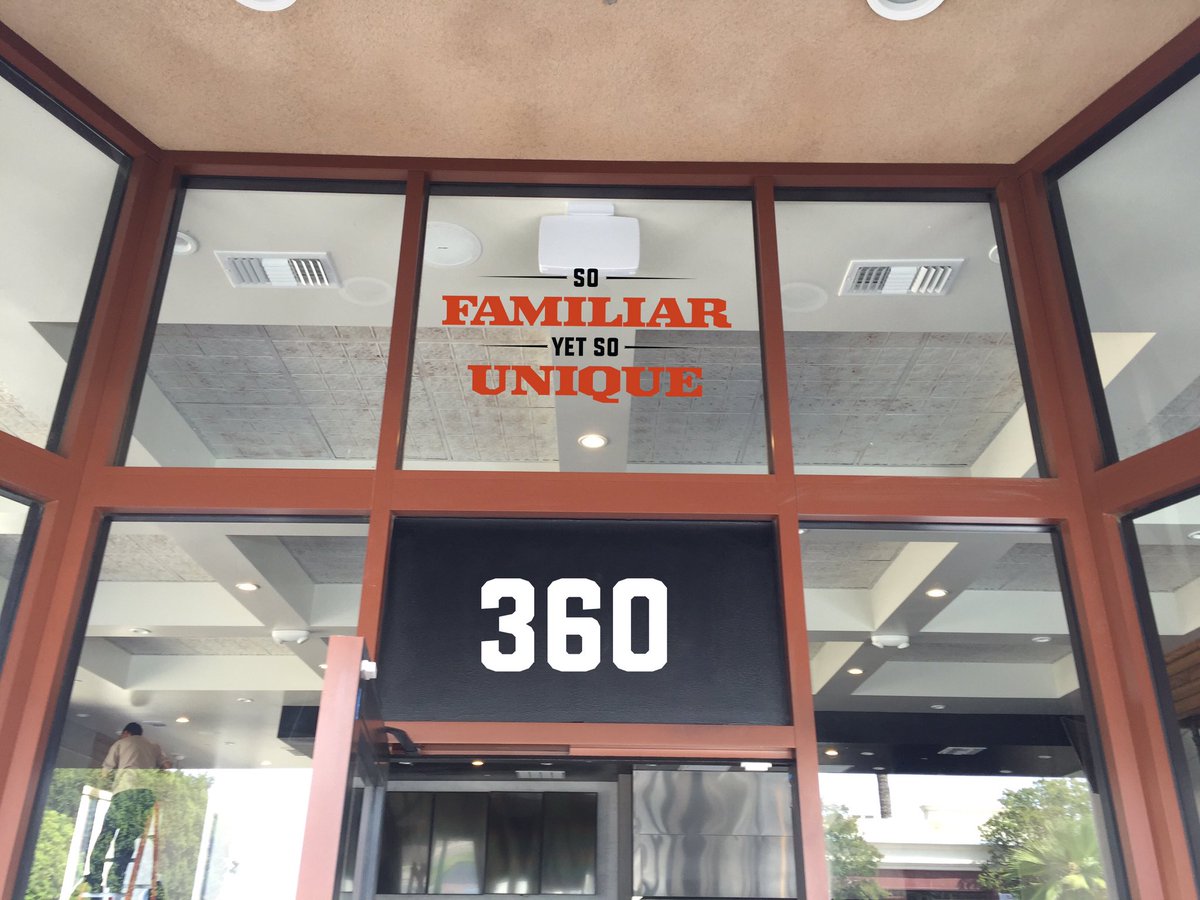 SO
FAMILIAR
YET SO
UNIQUE
360